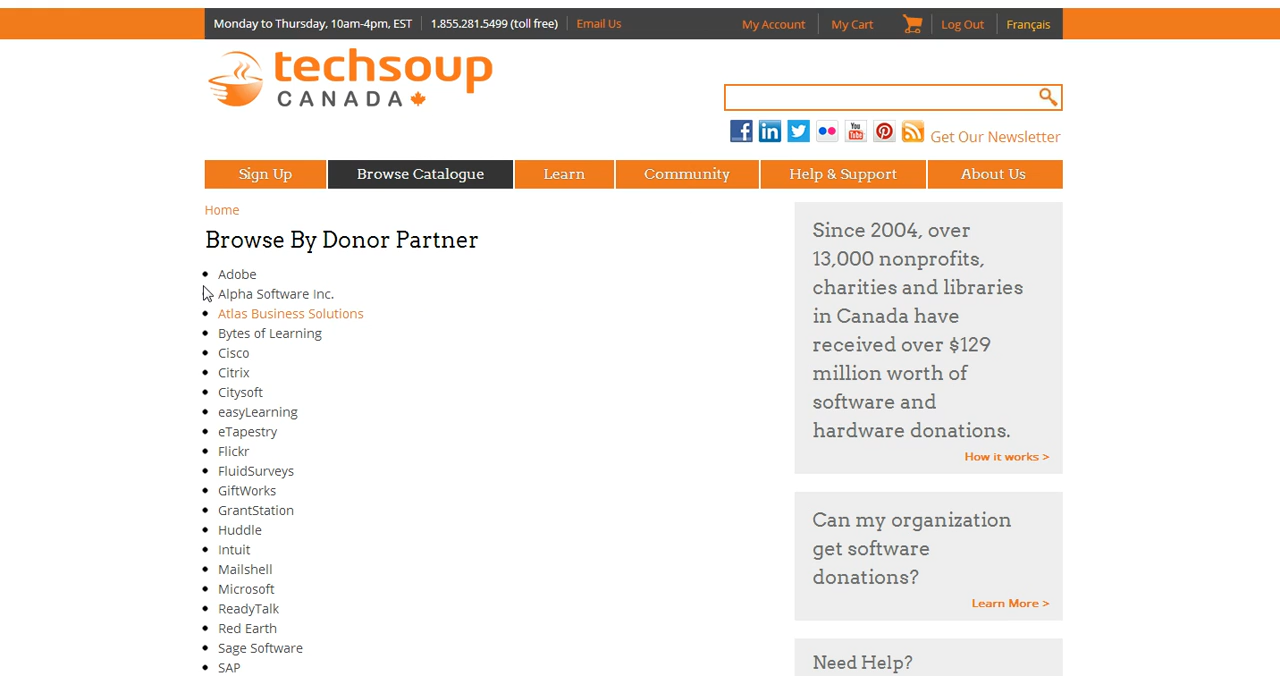 Monday to Thursday, 10am-4pm, EST 1.855.281.5499 (toll free) Email Us My Account My Cart Log Out Français
techsoup
CANADA
Get Our Newsletter
Sign Up Browse Catalogue Learn Community Help & Support About Us
Home
Browse By Donor Partner
Adobe
Alpha Software Inc.
Atlas Business Solutions
Bytes of Learning
Cisco
Citrix
Citysoft
easyLearning
eTapestry
Flickr
FluidSurveys
GiftWorks
GrantStation
Huddle
Intuit
Mailshell
Microsoft
ReadyTalk
Red Earth
Sage Software
SAP
Since 2004, over
13,000 nonprofits,
charities and libraries
in Canada have
received over $129
million worth of
software and
hardware donations.
How it works >
Can my organization
get software
donations?
Learn More >
Need Help?